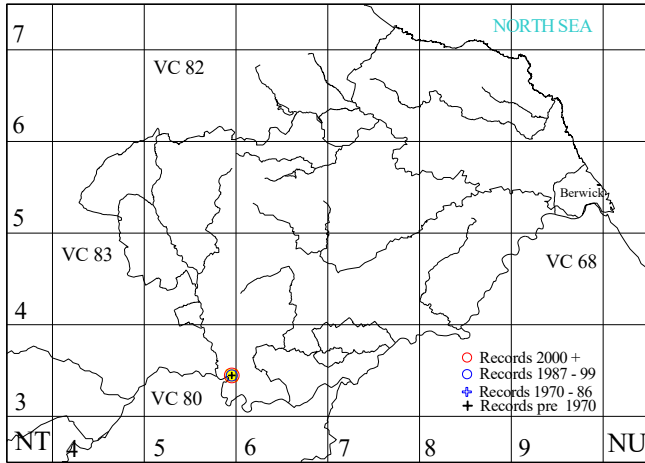 NORTH SEA
7
VC 82
6
Berwick
5
VC 83
VC 68
4
Records 2000 +
Records 1987 - 99
Records 1970 - 86
VC 80
Records pre 1970
3
NT 4 5 6 7 8 9 NU